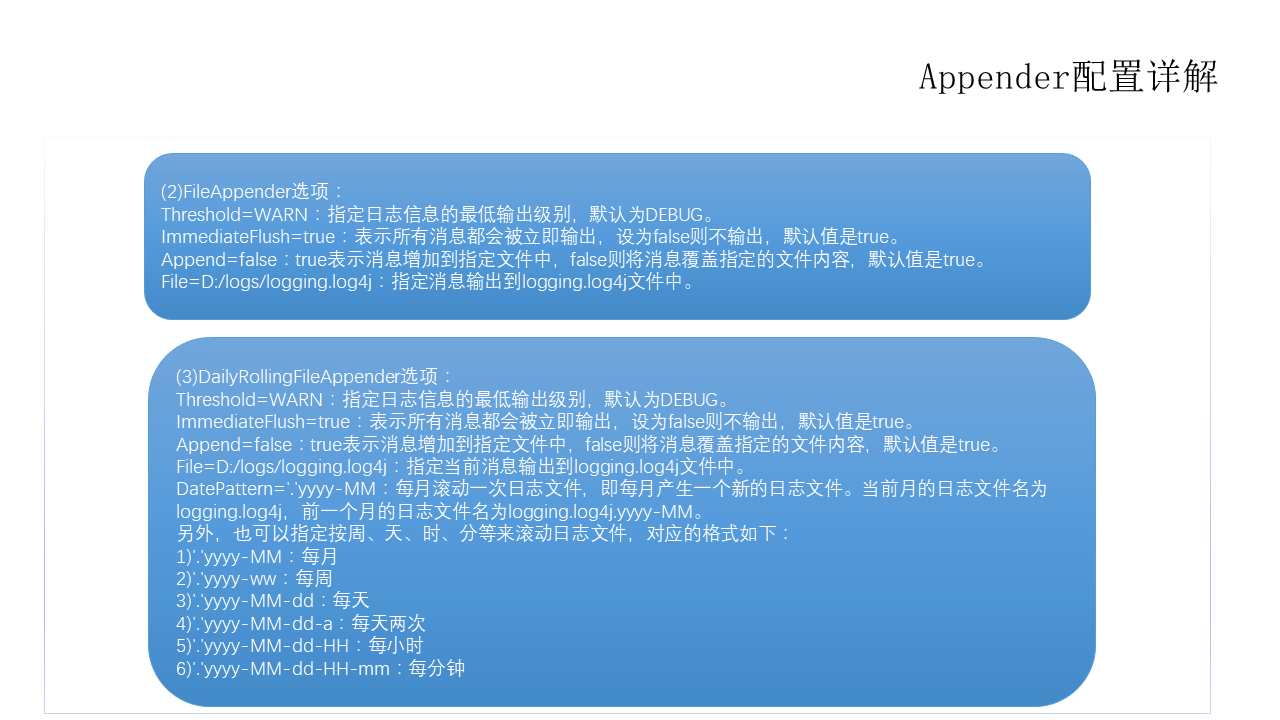 Appender配置详解
(2)FileAppender选项：
Threshold=WARN：指定日志信息的最低输出级别，默认为DEBUG。
ImmediateFlush=true：表示所有消息都会被立即输出，设为false则不输出，默认值是true。
Append=false：true表示消息增加到指定文件中，false则将消息覆盖指定的文件内容，默认值是true。
File=D:/logs/logging.log4j：指定消息输出到logging.log4j文件中。
(3)DailyRollingFileAppender选项：
Threshold=WARN：指定日志信息的最低输出级别，默认为DEBUG。
ImmediateFlush=true：表示所有消息都会被立即输出，设为false则不输出，默认值是true。
Append=false：true表示消息增加到指定文件中，false则将消息覆盖指定的文件内容，默认值是true。
File=D:/logs/logging.log4j：指定当前消息输出到logging.log4j文件中。
DatePattern='.'yyyy-MM：每月滚动一次日志文件，即每月产生一个新的日志文件。当前月的日志文件名为
logging.log4j，前一个月的日志文件名为logging.log4j.yyyy-MM。
另外，也可以指定按周、天、时、分等来滚动日志文件，对应的格式如下：
1)'.'yyyy-MM：每月
2)'.'yyyy-ww：每周
3)'.'yyyy-MM-dd：每天
4)'.'yyyy-MM-dd-a：每天两次
5)'.'yyyy-MM-dd-HH：每小时
6)'.'yyyy-MM-dd-HH-mm：每分钟